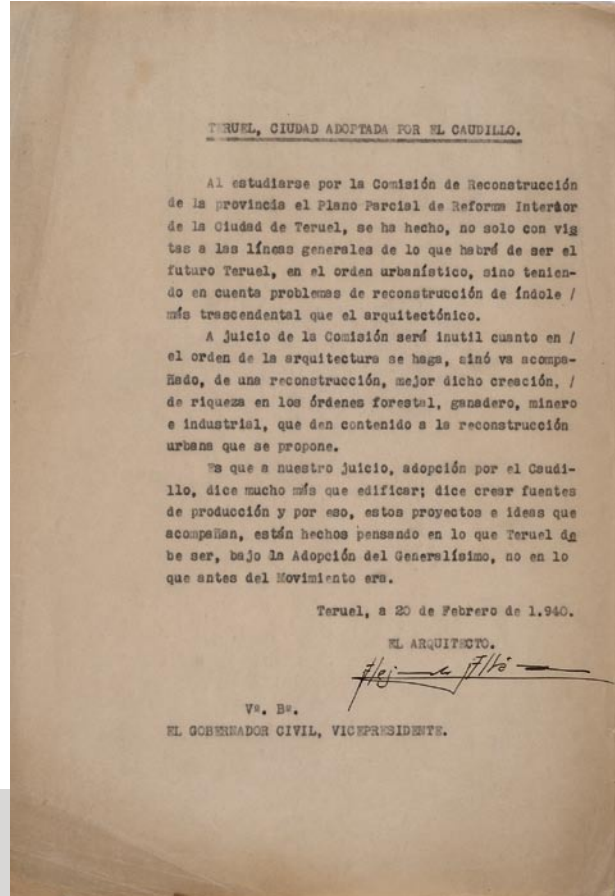 TERUEL, CIUDAD ADOPTADA POR EL CAUDILLO.
Al estudiarse por la Comisión de Reconstrucción
de la provincia el Plano Parcial de Reforma Interior
de la Ciudad de Teruel, se ha hecho, no solo con vis
tas a las líneas generales de lo que habrá de ser el
futuro Teruel, en el orden urbanístico, sino tenien-
do en cuenta problemas de reconstrucción de índole /
más trascendental que el arquitectónico.
A juicio de la Comisión será inutil cuanto en /
el orden de la arquitectura se haga, sinó va acompa-
ñado, de una reconstrucción, mejor dicho creación, /
de riqueza en los órdenes forestal, ganadero, minero
e industrial, que den contenido a la reconstrucción
urbana que se propone.
Es que a nuestro juicio, adopción por el Caudi-
llo, dice mucho más que edificar; dice crear fuentes
de producción y por eso, estos proyectos e ideas que
acompañan, están hechos pensando en lo que Teruel de
be ser, bajo la Adopción del Generalísimo, no en lo
que antes del Movimiento era.
Teruel, a 20 de Febrero de 1.940.
EL ARQUITECTO.
Vº. Bº.
EL GOBERNADOR CIVIL, VICEPRESIDENTE.